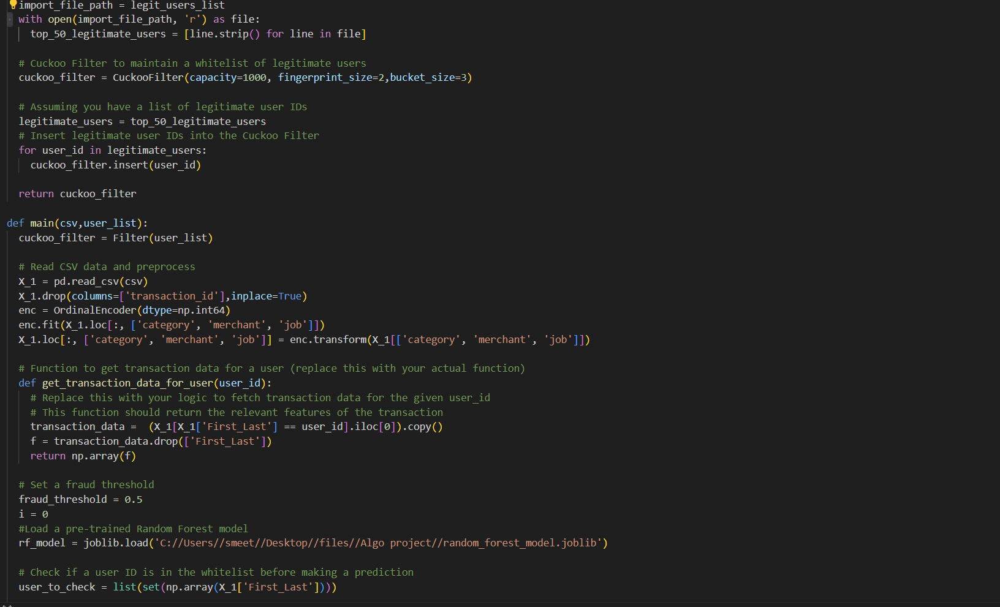 import_file_path = legit_users_list
with open(import_file_path, 'r') as file:
top_50_legitimate_users = [line.strip() for line in file]
# Cuckoo Filter to maintain a whitelist of legitimate users
cuckoo_filter = CuckooFilter(capacity=1000, fingerprint_size=2,bucket_size=3)
# Assuming you have a list of legitimate user IDs
legitimate_users = top_50_legitimate_users
# Insert legitimate user IDs into the Cuckoo Filter
for user_id in legitimate_users:
cuckoo_filter.insert(user_id)
return cuckoo_filter
def main(csv,user_list):
cuckoo_filter = Filter(user_list)
# Read CSV data and preprocess
X_1 = pd.read_csv(csv)
X_1.drop(columns=['transaction_id'],inplace=True)
enc = OrdinalEncoder(dtype=np.int64)
enc.fit(X_1.loc[:, ['category', 'merchant', 'job']])
X_1.loc[:, ['category', 'merchant', 'job']] = enc.transform(X_1[['category', 'merchant', 'job']])
# Function to get transaction data for a user (replace this with your actual function)
def get_transaction_data_for_user(user_id):
# Replace this with your logic to fetch transaction data for the given user_id
# This function should return the relevant features of the transaction
transaction_data =  (X_1[X_1['First_Last'] == user_id].iloc[0]).copy()
f = transaction_data.drop(['First_Last'])
return np.array(f)
# Set a fraud threshold
fraud_threshold = 0.5
i = 0
#Load a pre-trained Random Forest model
rf_model = joblib.load('C://Users//smeet//Desktop//files//Algo project//random_forest_model.joblib')
# Check if a user ID is in the whitelist before making a prediction
user_to_check = list(set(np.array(X_1['First_Last'])))